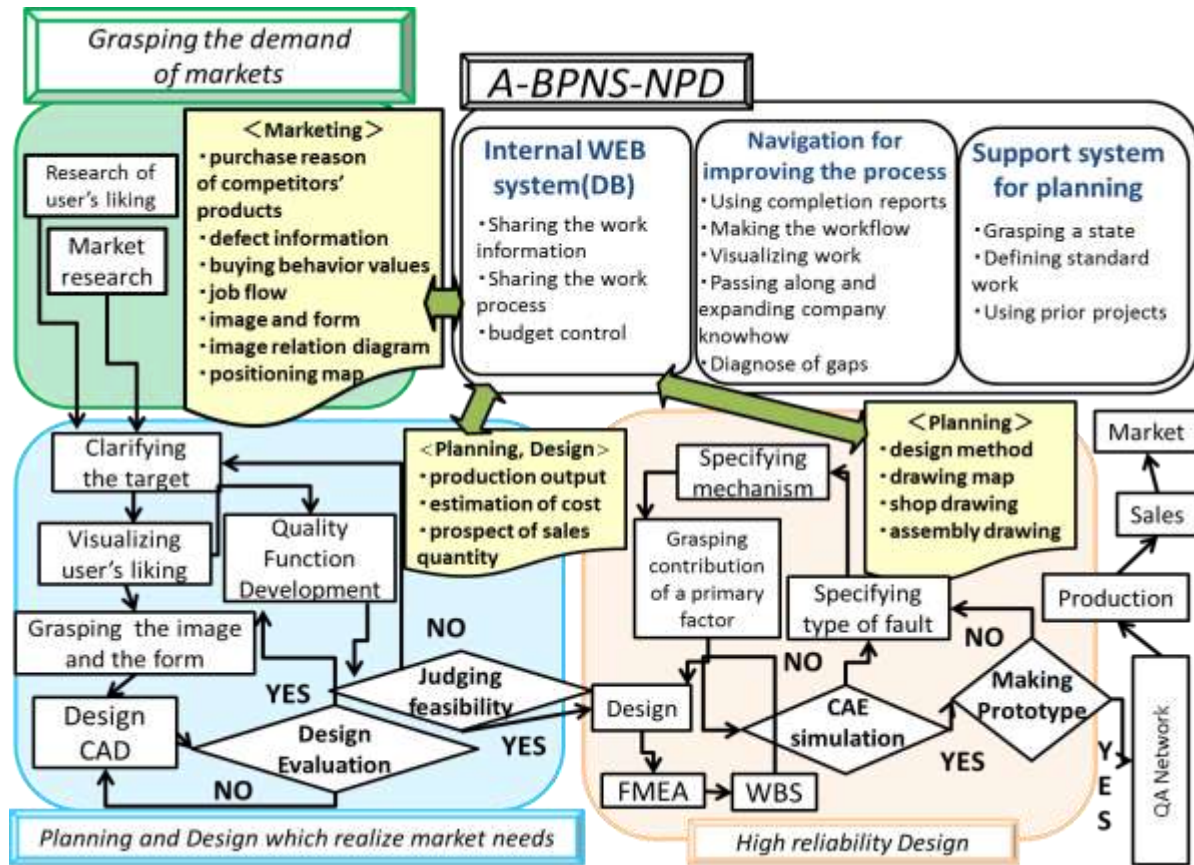 Grasping the demand
of markets
A-BPNS-NPD
Research of
user's liking
Market
research
＜Marketing＞
・purchase reason
of competitors'
products
・defect information
・buying behavior values
・job flow
・image and form
・image relation diagram
・positioning map
Internal WEB
system(DB)
・Sharing the work
information
・Sharing the work
process
・budget control
Navigation for
improving the process
・Using completion reports
・Making the workflow
・Visualizing work
・Passing along and
expanding company
knowhow
・Diagnose of gaps
Support system
for planning
・Grasping a state
・Defining standard
work
・Using prior projects
Clarifying
the target
Visualizing
user's liking
Grasping the image
and the form
Design
CAD
Quality
Function
Development
＜Planning, Design＞
・production output
・estimation of cost
・prospect of sales
quantity
NO
YES
Judging
feasibility
YES
Design
Evaluation
NO
Planning and Design which realize market needs
Specifying
mechanism
Grasping
contribution
of a primary
factor
＜Planning＞
・design method
・drawing map
・shop drawing
・assembly drawing
Specifying
type of fault
NO
NO
Design
FMEA
WBS
CAE
simulation
YES
Making
Prototype
YES
High reliability Design
Market
Sales
Production
QA Network